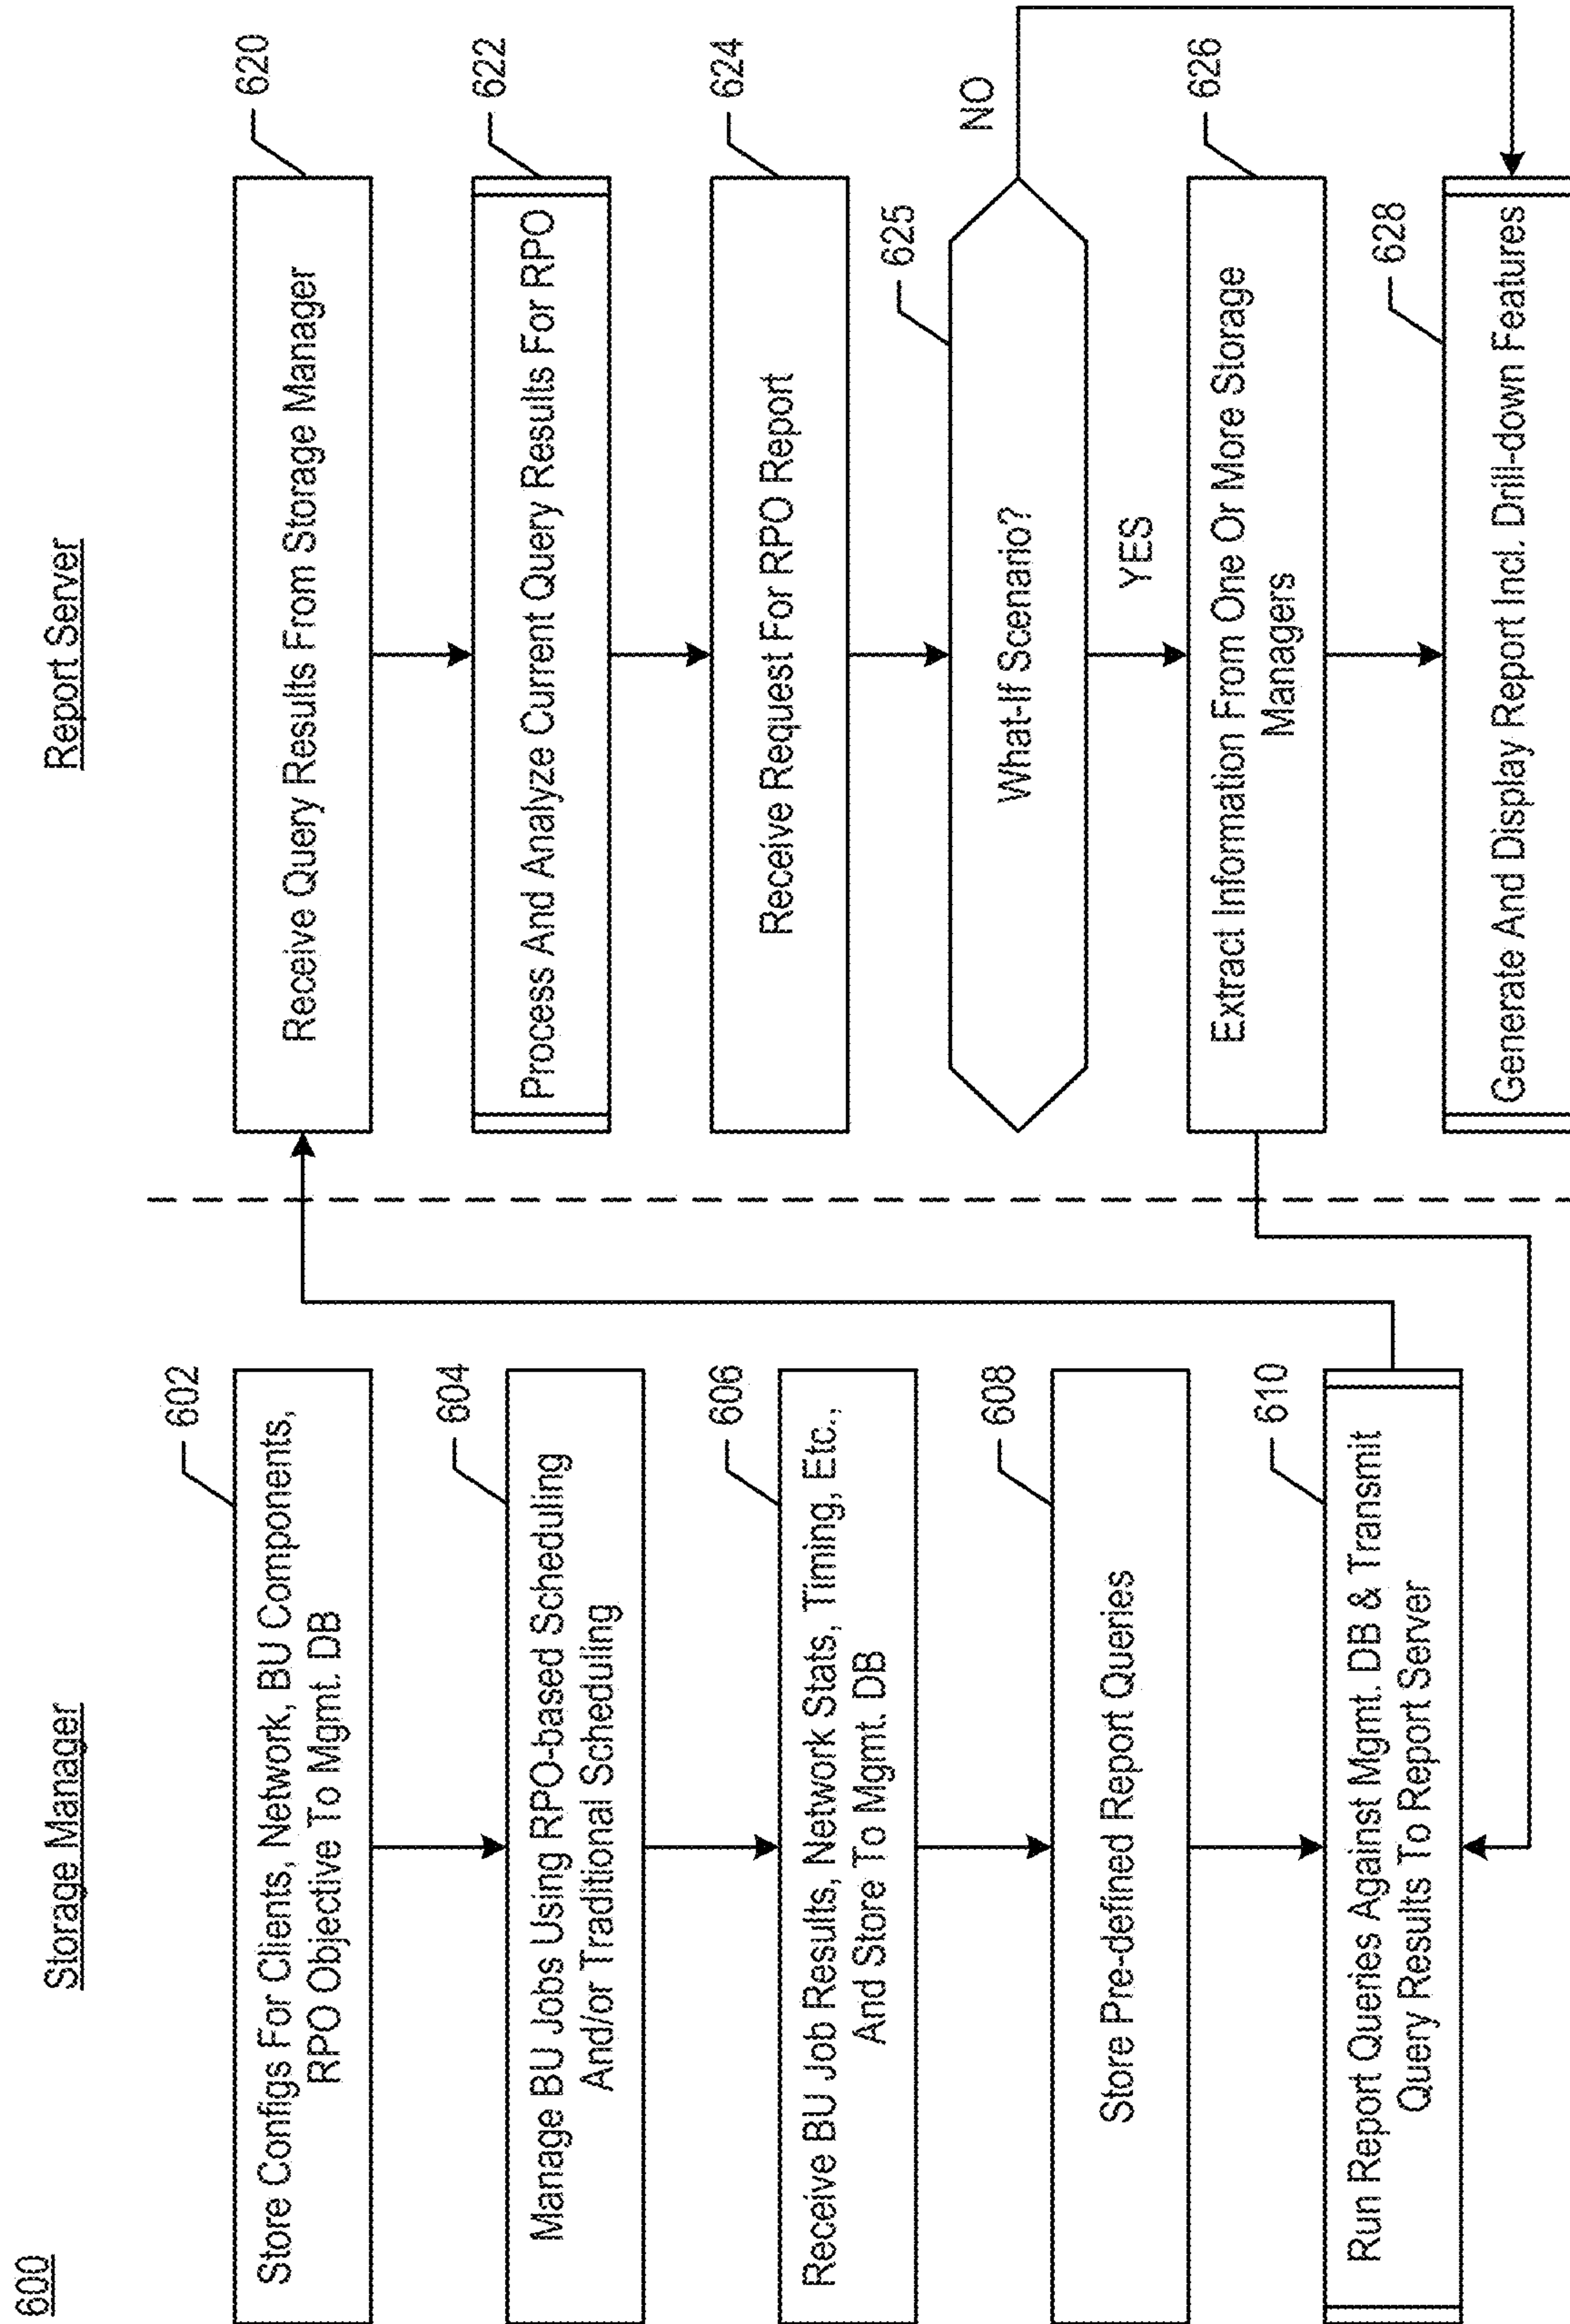 600
Storage Manager
Store Configs For Clients, Network, BU Components,
RPO Objective To Mgmt. DB
602
Manage BU Jobs Using RPO-based Scheduling
And/or Traditional Scheduling
604
Receive BU Job Results, Network Stats, Timing, Etc.,
And Store To Mgmt. DB
606
Store Pre-defined Report Queries
608
Run Report Queries Against Mgmt. DB & Transmit
Query Results To Report Server
610
Report Server
Receive Query Results From Storage Manager
620
Process And Analyze Current Query Results For RPO
622
Receive Request For RPO Report
624
What-If Scenario?
625
NO
YES
Extract Information From One Or More Storage
Managers
626
Generate And Display Report Incl. Drill-down Features
628